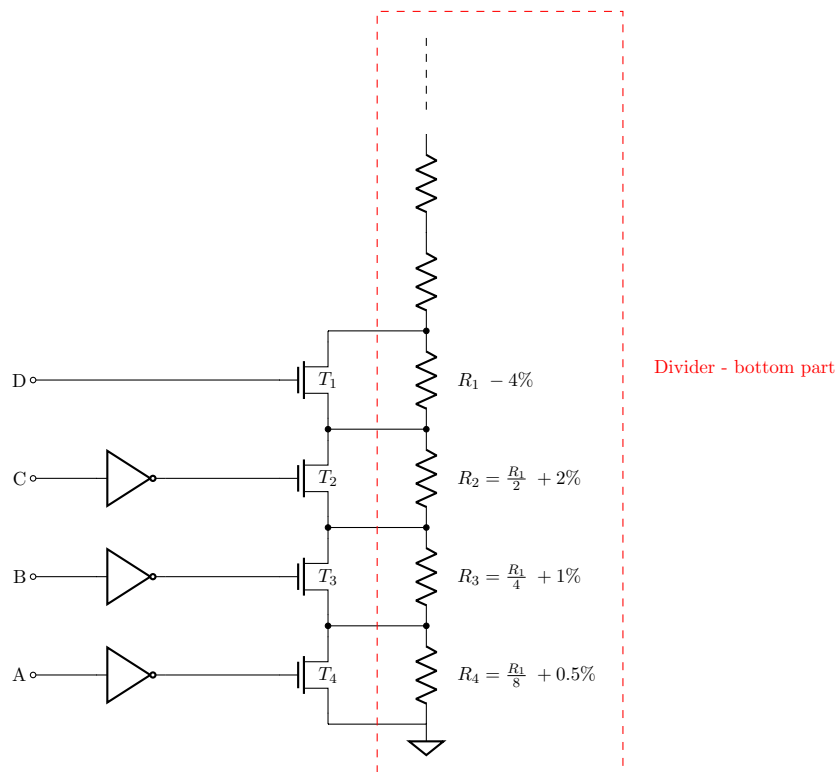 Divider - bottom part
D
T₁
R₁ −4%
C
T₂
R₂ = R₁/2 +2%
B
T₃
R₃ = R₁/4 +1%
A
T₄
R₄ = R₁/8 +0.5%